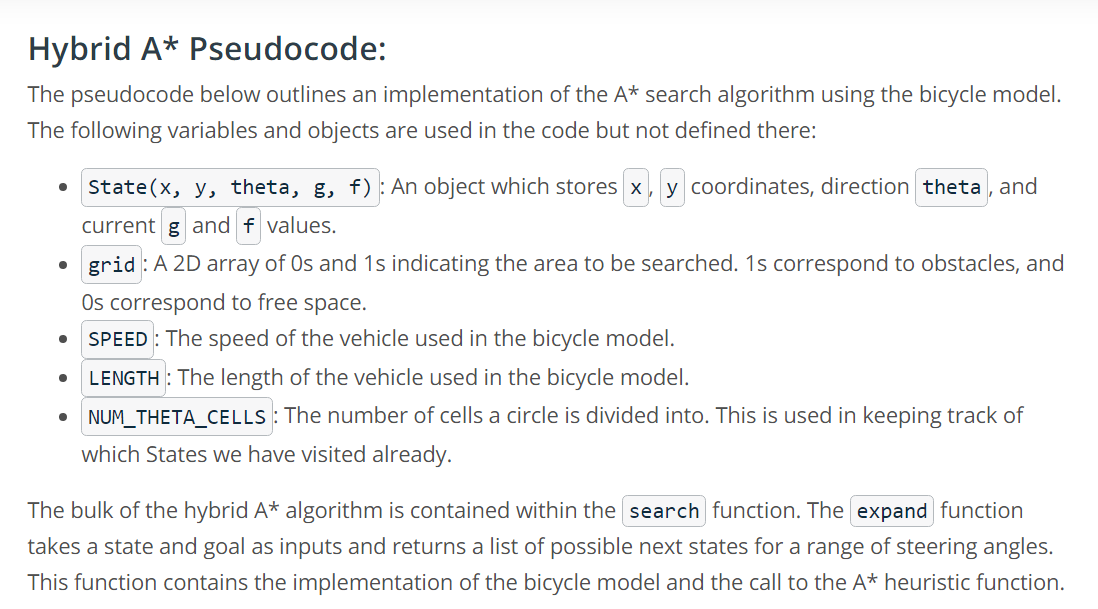 Hybrid A* Pseudocode:
The pseudocode below outlines an implementation of the A* search algorithm using the bicycle model.
The following variables and objects are used in the code but not defined there:
• State(x, y, theta, g, f): An object which stores x, y coordinates, direction theta, and
current g and f values.
• grid: A 2D array of 0s and 1s indicating the area to be searched. 1s correspond to obstacles, and
0s correspond to free space.
• SPEED: The speed of the vehicle used in the bicycle model.
• LENGTH: The length of the vehicle used in the bicycle model.
• NUM_THETA_CELLS: The number of cells a circle is divided into. This is used in keeping track of
which States we have visited already.
The bulk of the hybrid A* algorithm is contained within the search function. The expand function
takes a state and goal as inputs and returns a list of possible next states for a range of steering angles.
This function contains the implementation of the bicycle model and the call to the A* heuristic function.